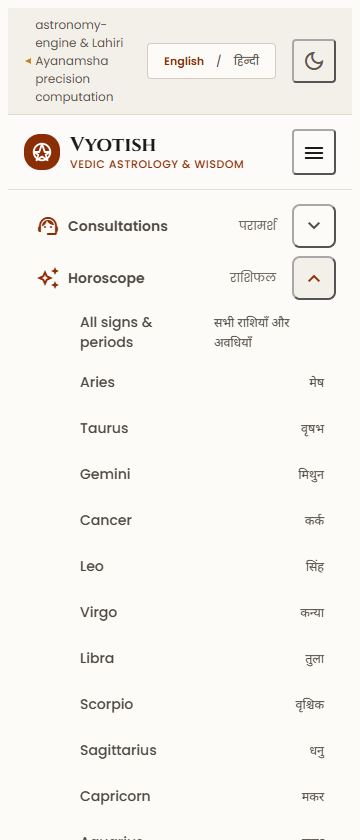 astronomy-
engine & Lahiri
Ayanamsha
precision
computation
English / हिन्दी
VYOTISH
VEDIC ASTROLOGY & WISDOM
Consultations परामर्श
Horoscope राशिफल
All signs & periods सभी राशियाँ और अवधियाँ
Aries मेष
Taurus वृषभ
Gemini मिथुन
Cancer कर्क
Leo सिंह
Virgo कन्या
Libra तुला
Scorpio वृश्चिक
Sagittarius धनु
Capricorn मकर